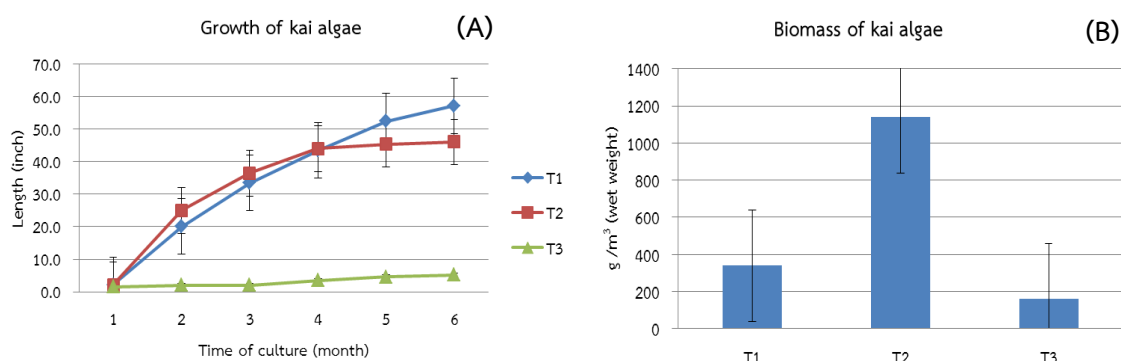 Growth of kai algae
(A)
70.0
60.0
50.0
40.0
30.0
20.0
10.0
0.0
Length (inch)
1 2 3 4 5 6
Time of culture (month)
T1
T2
T3
Biomass of kai algae
(B)
1400
1200
1000
800
600
400
200
0
g /m³ (wet weight)
T1 T2 T3